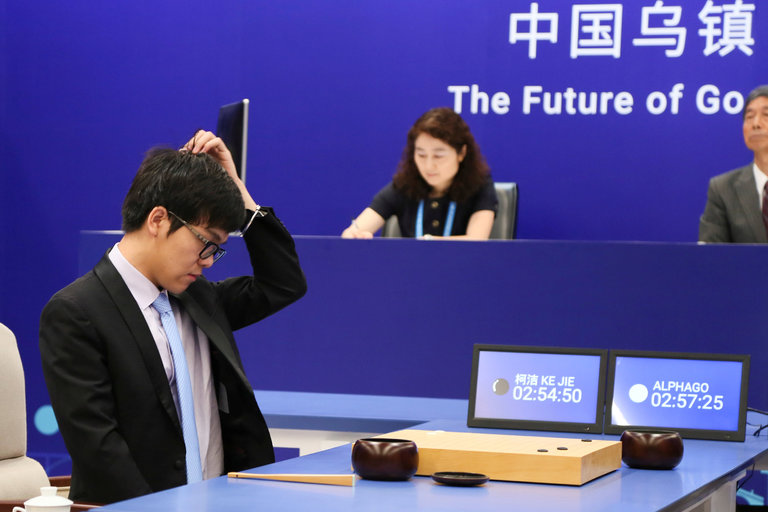 中国乌镇
The Future of Go
柯洁 KE JIE
02:54:50
ALPHAGO
02:57:25